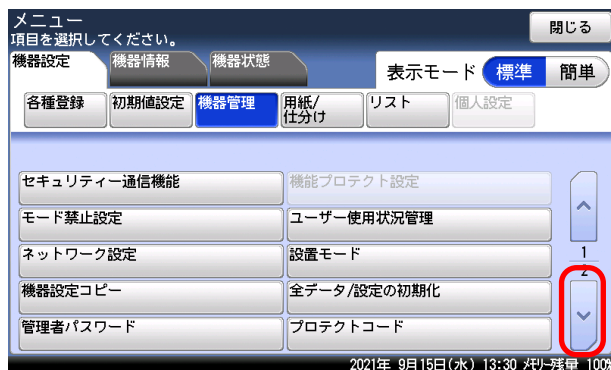 メニュー
閉じる
項目を選択してください。
機器設定 機器情報 機器状態
表示モード 標準 簡単
各種登録 初期値設定 機器管理 用紙/
仕分け リスト 個人設定
セキュリティー通信機能 機能プロテクト設定
モード禁止設定 ユーザー使用状況管理
ネットワーク設定 設置モード
1
2
機器設定コピー 全データ/設定の初期化
管理者パスワード プロテクトコード
2021年 9月15日(水) 13:30 メモリー残量 100%